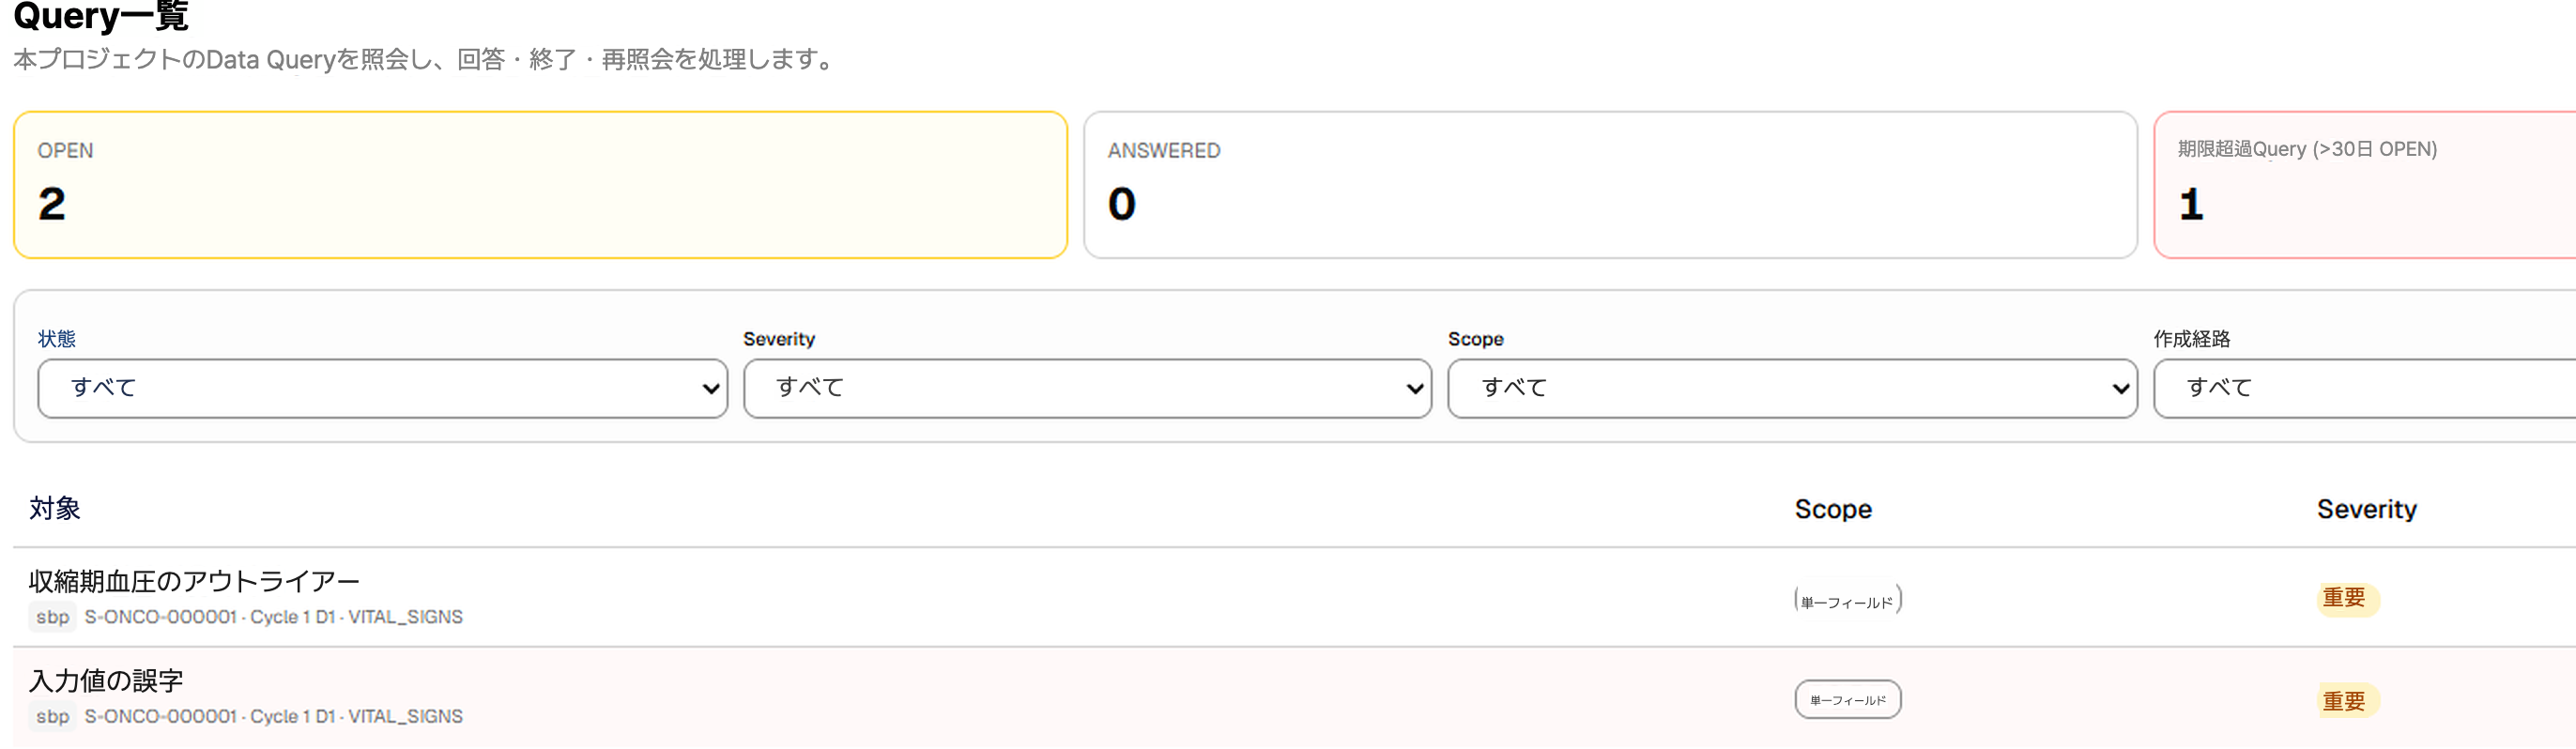 Query一覧
本プロジェクトのData Queryを照会し、回答・終了・再照会を処理します。
OPEN
2
ANSWERED
0
期限超過Query (>30日 OPEN)
1
状態
すべて
Severity
すべて
Scope
すべて
作成経路
すべて
対象
Scope
Severity
収縮期血圧のアウトライアー
sbp S-ONCO-000001 · Cycle 1 D1 · VITAL_SIGNS
単一フィールド
重要
入力値の誤字
sbp S-ONCO-000001 · Cycle 1 D1 · VITAL_SIGNS
単一フィールド
重要